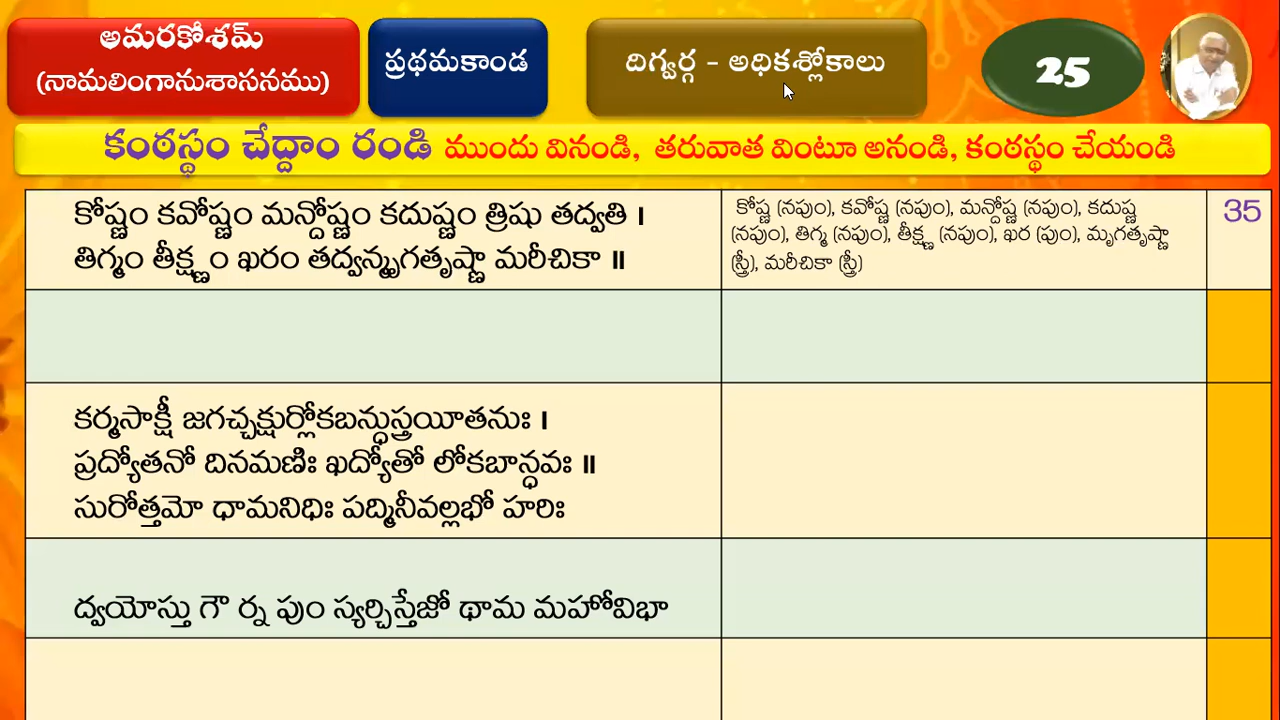 అమరకోశమ్
(నామలింగానుశాసనము)
ప్రథమకాండ
దిగ్వర్గ - అధికశ్లోకాలు
25
కంఠస్థం చేద్దాం రండి ముందు వినండి, తరువాత వింటూ అనండి, కంఠస్థం చేయండి
కోష్ణం కవోష్ణం మన్దోష్ణం కదుష్ణం త్రిషు తద్వతి ।
తిగ్మం తీక్ష్ణం ఖరం తద్వన్మృగతృష్ణా మరీచికా ॥
కోష్ణ (నపుం), కవోష్ణ (నపుం), మన్దోష్ణ (నపుం), కదుష్ణ
(నపుం), తిగ్మ (నపుం), తీక్ష్ణ (నపుం), ఖర (పుం), మృగతృష్ణా
(స్త్రీ), మరీచికా (స్త్రీ)
35
కర్మసాక్షీ జగచ్చక్షుర్లోకబన్ధుస్త్రయీతనుః ।
ప్రద్యోతనో దినమణిః ఖద్యోతో లోకబాన్ధవః ॥
సురోత్తమో ధామనిధిః పద్మినీవల్లభో హరిః
ద్వయోస్తు గౌ ర్న పుం స్యర్చిస్తేజో థామ మహోవిభా